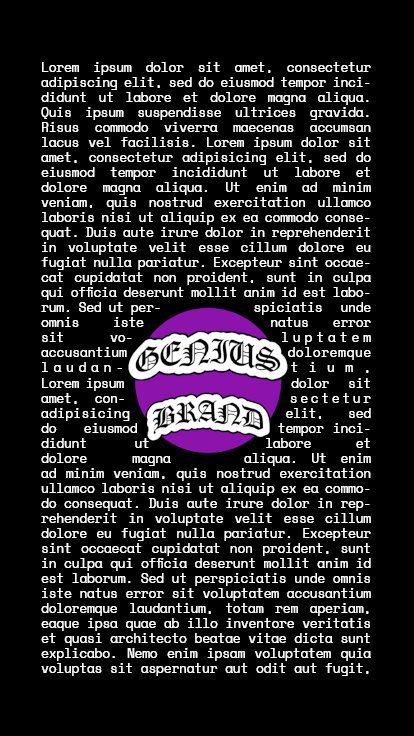 Lorem ipsum dolor sit amet, consectetur
adipiscing elit, sed do eiusmod tempor inci-
didunt ut labore et dolore magna aliqua.
Quis ipsum suspendisse ultrices gravida.
Risus commodo viverra maecenas accumsan
lacus vel facilisis. Lorem ipsum dolor sit
amet, consectetur adipisicing elit, sed do
eiusmod tempor incididunt ut labore et
dolore magna aliqua. Ut enim ad minim
veniam, quis nostrud exercitation ullamco
laboris nisi ut aliquip ex ea commodo conse-
quat. Duis aute irure dolor in reprehenderit
in voluptate velit esse cillum dolore eu
fugiat nulla pariatur. Excepteur sint occae-
cat cupidatat non proident, sunt in culpa
qui officia deserunt mollit anim id est labo-
rum. Sed ut per- spiciatis unde
omnis iste natus error
sit vo- luptatem
accusantium doloremque
laudan- tium,
GENIUS
Lorem ipsum dolor sit
amet, con- sectetur
adipisicing elit, sed
BRAND
do eiusmod tempor inci-
didunt ut labore et
dolore magna aliqua. Ut enim
ad minim veniam, quis nostrud exercitation
ullamco laboris nisi ut aliquip ex ea commo-
do consequat. Duis aute irure dolor in rep-
rehenderit in voluptate velit esse cillum
dolore eu fugiat nulla pariatur. Excepteur
sint occaecat cupidatat non proident, sunt
in culpa qui officia deserunt mollit anim id
est laborum. Sed ut perspiciatis unde omnis
iste natus error sit voluptatem accusantium
doloremque laudantium, totam rem aperiam,
eaque ipsa quae ab illo inventore veritatis
et quasi architecto beatae vitae dicta sunt
explicabo. Nemo enim ipsam voluptatem quia
voluptas sit aspernatur aut odit aut fugit,